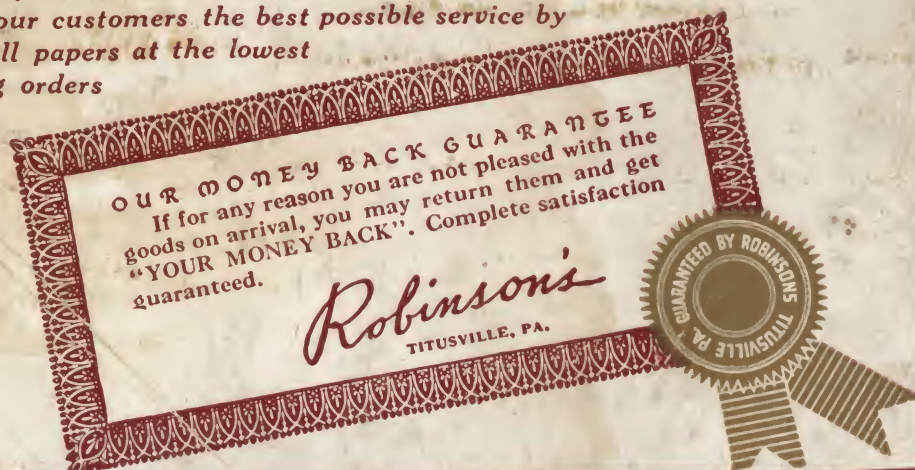 our customers the best possible service by
ll papers at the lowest
g orders
OUR MONEY BACK GUARANTEE
If for any reason you are not pleased with the
goods on arrival, you may return them and get
“YOUR MONEY BACK”. Complete satisfaction
guaranteed.
Robinson's
TITUSVILLE, PA.
GUARANTEED BY ROBINSONS TITUSVILLE PA.